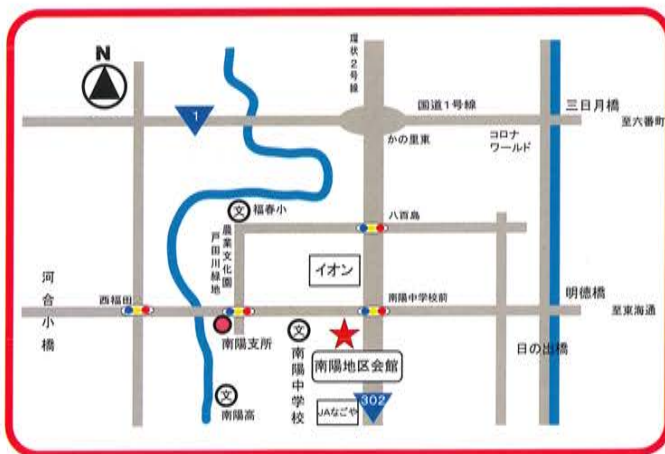 N
環状2号線
1
国道1号線
三日月橋
至六番町
かの里東
コロナ
ワールド
文
福春小
八百島
農業文化園
戸田川緑地
イオン
河合小橋
西福田
南陽中学校前
明徳橋
至東海通
南陽支所
文
南陽中学校
南陽地区会館
日の出橋
文
南陽高
JAなごや
302